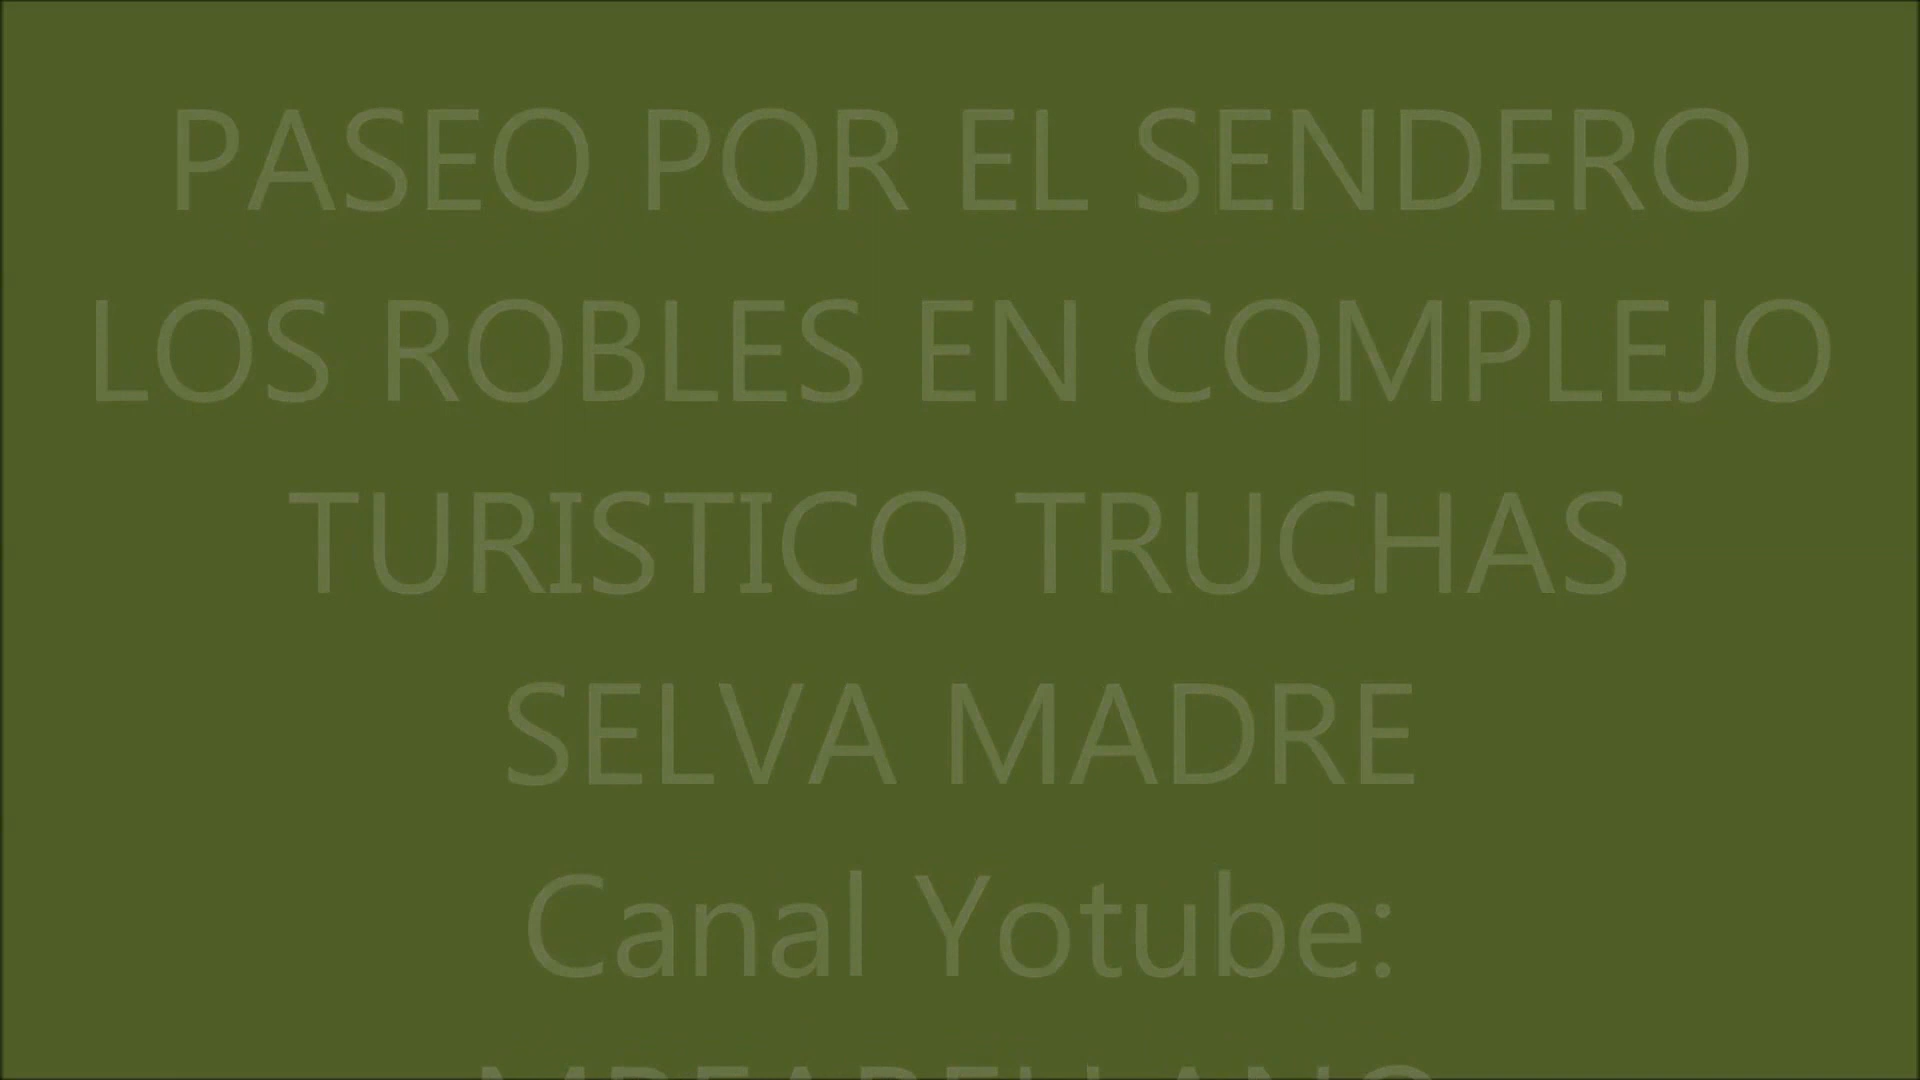 PASEO POR EL SENDERO
LOS ROBLES EN COMPLEJO
TURISTICO TRUCHAS
SELVA MADRE
Canal Yotube: